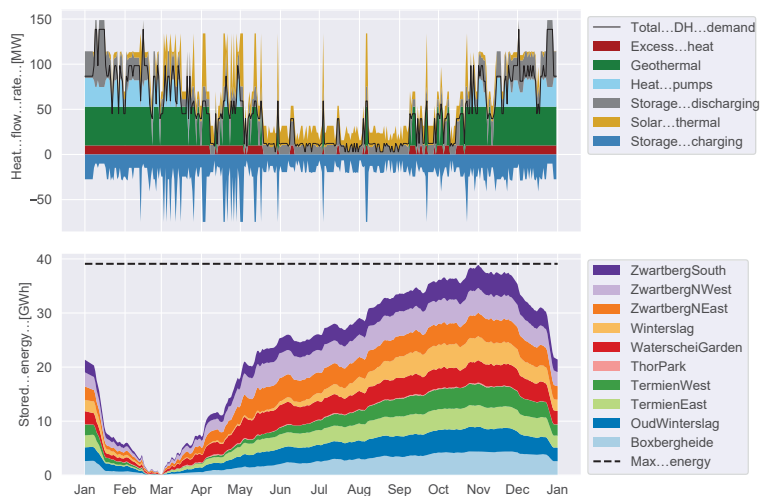 150
100
50
0
−50
Heat…flow…rate…[MW]
Total…DH…demand
Excess…heat
Geothermal
Heat…pumps
Storage…discharging
Solar…thermal
Storage…charging
40
30
20
10
0
Stored…energy…[GWh]
Jan Feb Mar Apr May Jun Jul Aug Sep Oct Nov Dec Jan
ZwartbergSouth
ZwartbergNWest
ZwartbergNEast
Winterslag
WaterscheiGarden
ThorPark
TermienWest
TermienEast
OudWinterslag
Boxbergheide
Max…energy